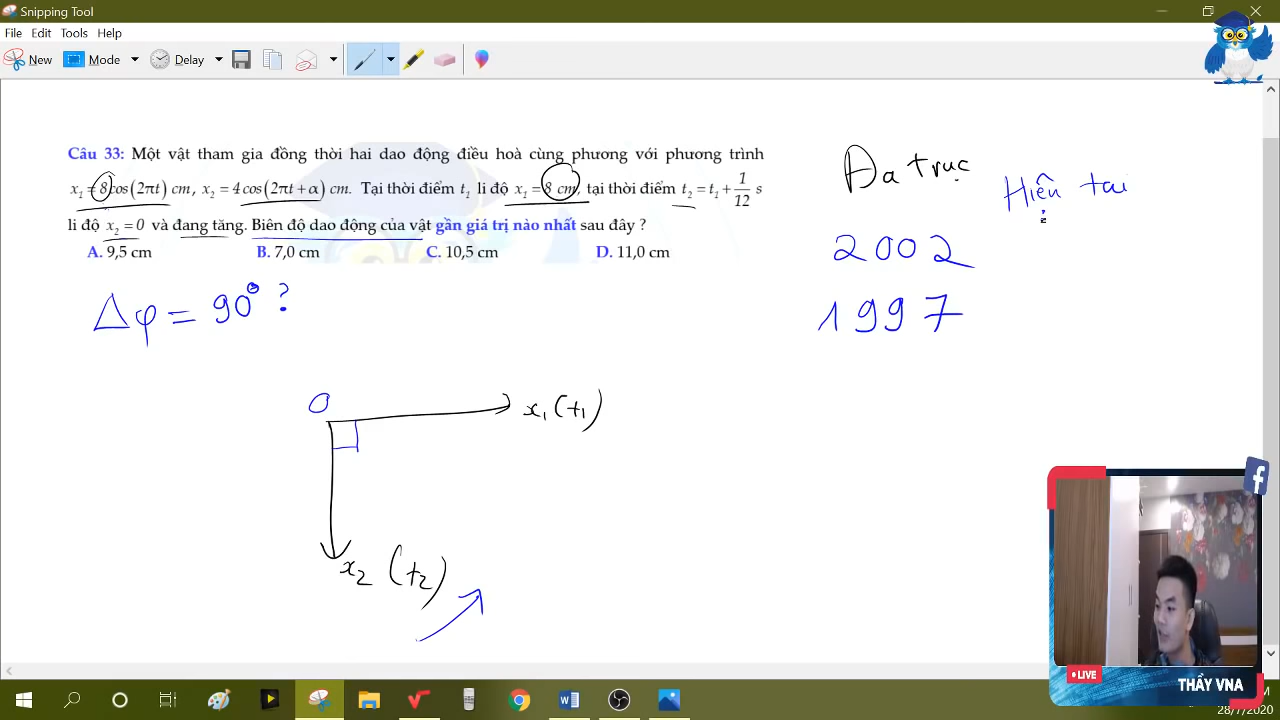 Snipping Tool
File Edit Tools Help
New Mode Delay
Câu 33: Một vật tham gia đồng thời hai dao động điều hoà cùng phương với phương trình
x₁ = 8cos(2πt) cm, x₂ = 4cos(2πt + α) cm. Tại thời điểm t₁ li độ x₁ = 8 cm, tại thời điểm t₂ = t₁ + 1/12 s
li độ x₂ = 0 và đang tăng. Biên độ dao động của vật gần giá trị nào nhất sau đây ?
A. 9,5 cm B. 7,0 cm C. 10,5 cm D. 11,0 cm
Đa trục
Hiện tại
2002
1997
Δφ = 90° ?
O
x₁ (t₁)
x₂ (t₂)
f
LIVE
THẦY VNA
28/7/2020